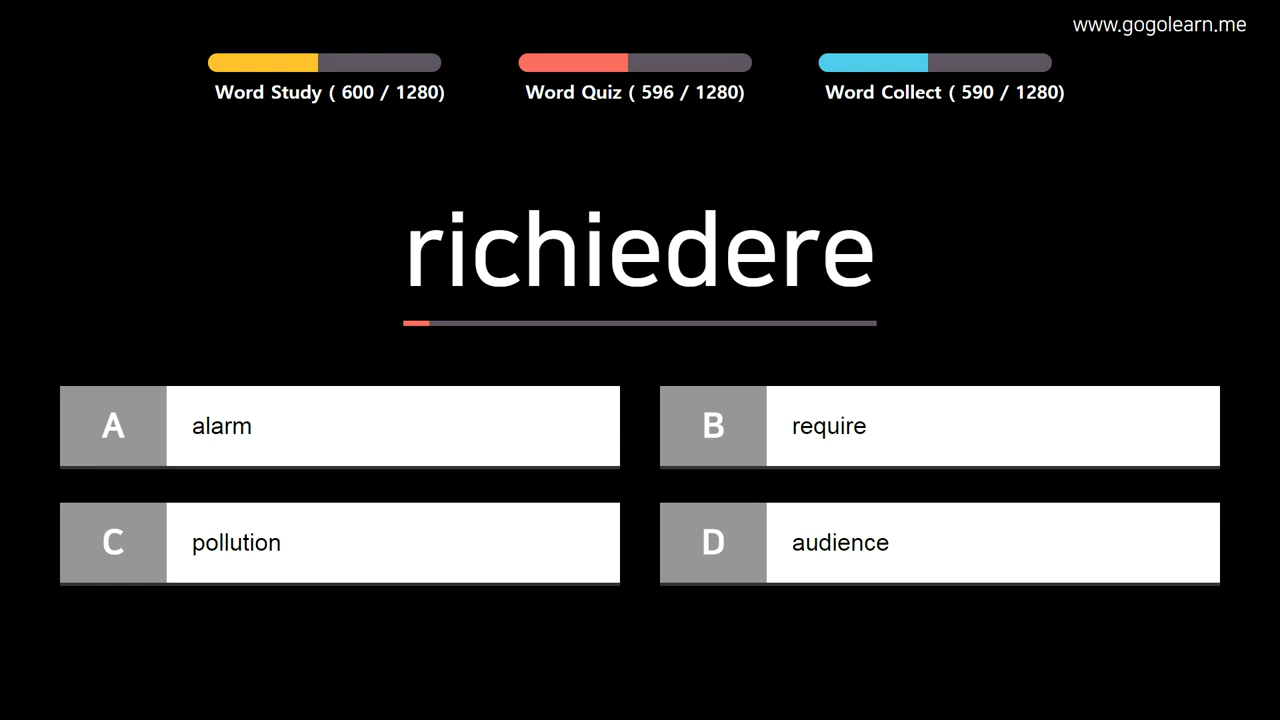 www.gogolearn.me
Word Study ( 600 / 1280)
Word Quiz ( 596 / 1280)
Word Collect ( 590 / 1280)
richiedere
A alarm
B require
C pollution
D audience